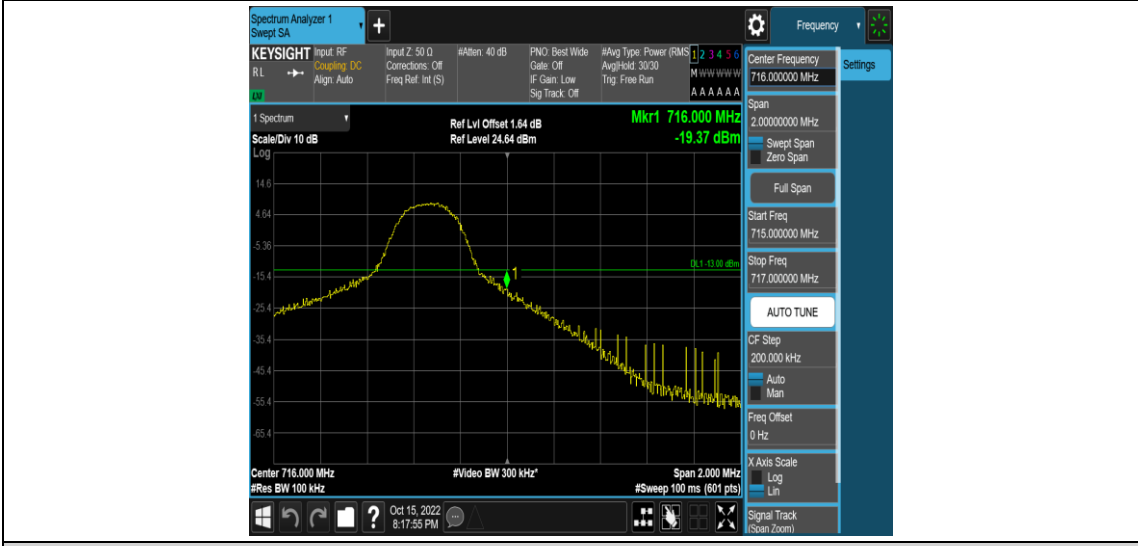 Spectrum Analyzer 1
Swept SA
+
Frequency
KEYSIGHT
RL
Input: RF
Coupling: DC
Align: Auto
Input Z: 50 Ω
Corrections: Off
Freq Ref: Int (S)
#Atten: 40 dB
PNO: Best Wide
Gate: Off
IF Gain: Low
Sig Track: Off
#Avg Type: Power (RMS
Avg|Hold: 30/30
Trig: Free Run
1 2 3 4 5 6
M W W W W W
A A A A A A
1 Spectrum
Scale/Div 10 dB
Log
Ref Lvl Offset 1.64 dB
Ref Level 24.64 dBm
Mkr1 716.000 MHz
-19.37 dBm
14.6
4.64
-5.36
-15.4
-25.4
-35.4
-45.4
-55.4
-65.4
DL1 -13.00 dBm
1
Center 716.000 MHz
#Res BW 100 kHz
#Video BW 300 kHz*
Span 2.000 MHz
#Sweep 100 ms (601 pts)
?
Oct 15, 2022
8:17:55 PM
Center Frequency
716.000000 MHz
Span
2.00000000 MHz
Swept Span
Zero Span
Full Span
Start Freq
715.000000 MHz
Stop Freq
717.000000 MHz
AUTO TUNE
CF Step
200.000 kHz
Auto
Man
Freq Offset
0 Hz
X Axis Scale
Log
Lin
Signal Track
(Span Zoom)
Settings